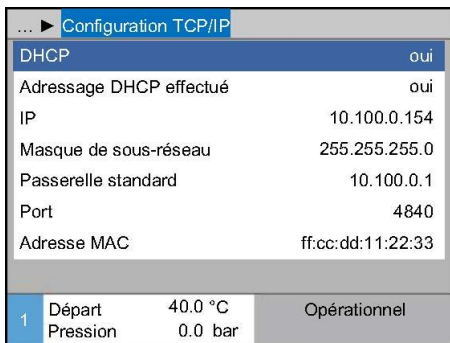 ... ► Configuration TCP/IP
DHCP oui
Adressage DHCP effectué oui
IP 10.100.0.154
Masque de sous-réseau 255.255.255.0
Passerelle standard 10.100.0.1
Port 4840
Adresse MAC ff:cc:dd:11:22:33
1 Départ 40.0 °C Opérationnel
Pression 0.0 bar